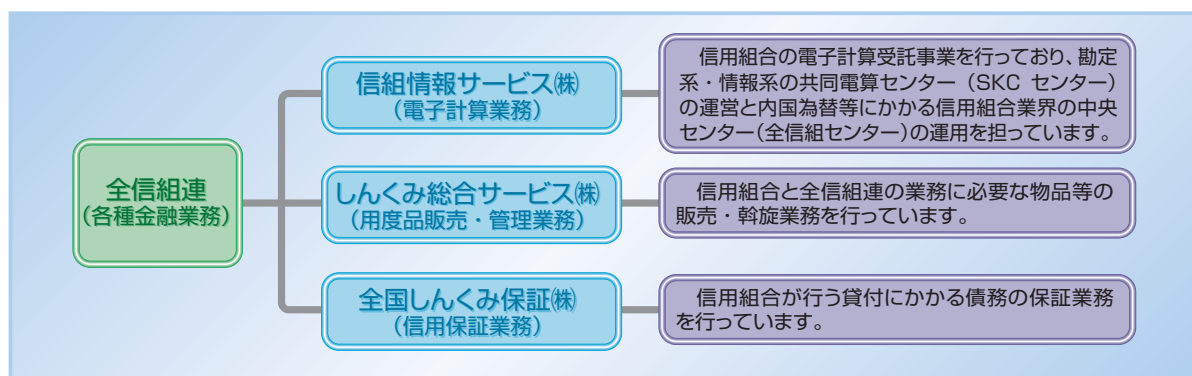 全信組連
(各種金融業務)
信組情報サービス㈱
(電子計算業務)
信用組合の電子計算受託事業を行っており、勘定
系・情報系の共同電算センター(SKC センター)
の運営と内国為替等にかかる信用組合業界の中央
センター(全信組センター)の運用を担っています。
しんくみ総合サービス㈱
(用度品販売・管理業務)
信用組合と全信組連の業務に必要な物品等の
販売・斡旋業務を行っています。
全国しんくみ保証㈱
(信用保証業務)
信用組合が行う貸付にかかる債務の保証業務
を行っています。